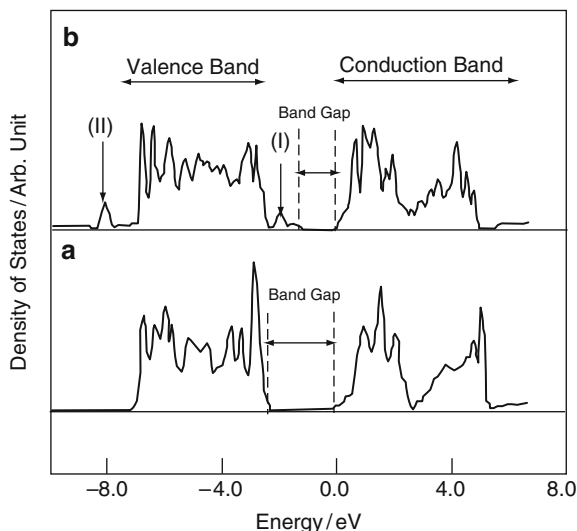 b
Valence Band
Conduction Band
(II)
(I)
Band Gap
a
Band Gap
Density of States / Arb. Unit
−8.0
−4.0
0.0
4.0
8.0
Energy / eV